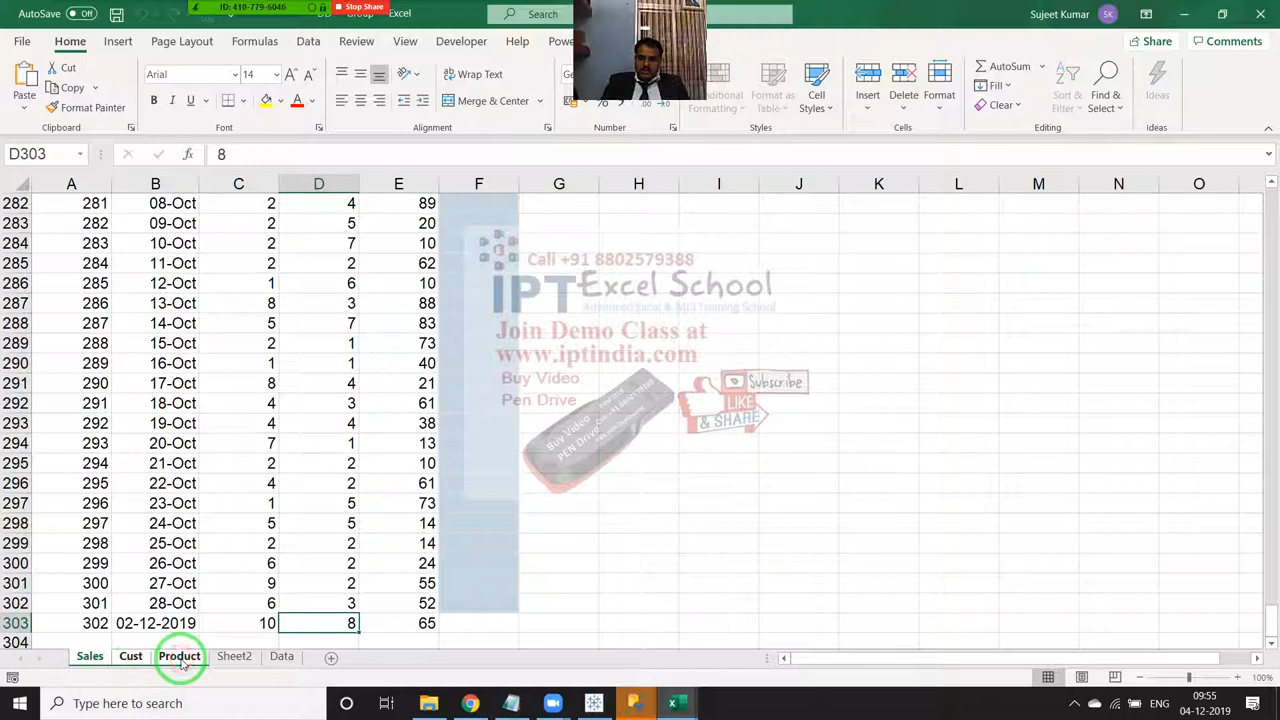 AutoSave Off
ID: 410-779-6046
Stop Share
Excel
Search
Sujeet Kumar
SK
File Home Insert Page Layout Formulas Data Review View Developer Help
Share
Comments
Paste
Cut
Copy
Format Painter
Arial
14
B I U
Wrap Text
Merge & Center
Conditional Formatting
Format as Table
Cell Styles
Insert
Delete
Format
AutoSum
Fill
Clear
Sort & Filter
Find & Select
Ideas
Clipboard Font Alignment Number Styles Cells Editing Ideas
D303
fx
8
A B C D E F G H I J K L M N O
282 281 08-Oct 2 4 89
283 282 09-Oct 2 5 20
284 283 10-Oct 2 7 10
285 284 11-Oct 2 2 62
286 285 12-Oct 1 6 10
287 286 13-Oct 8 3 88
288 287 14-Oct 5 7 83
289 288 15-Oct 2 1 73
290 289 16-Oct 1 1 40
291 290 17-Oct 8 4 21
292 291 18-Oct 4 3 61
293 292 19-Oct 4 4 38
294 293 20-Oct 7 1 13
295 294 21-Oct 2 2 10
296 295 22-Oct 4 2 61
297 296 23-Oct 1 5 73
298 297 24-Oct 5 5 14
299 298 25-Oct 2 2 14
300 299 26-Oct 6 2 24
301 300 27-Oct 9 2 55
302 301 28-Oct 6 3 52
303 302 02-12-2019 10 8 65
304
Call +91 8802579388
IPT Excel School
Advanced Excel & MIS Training School
Join Demo Class at
www.iptindia.com
Buy Video
Pen Drive
Buy Video
PEN Drive
Subscribe
LIKE
& SHARE
Sales Cust Product Sheet2 Data
100%
Type here to search
ENG
09:55
04-12-2019